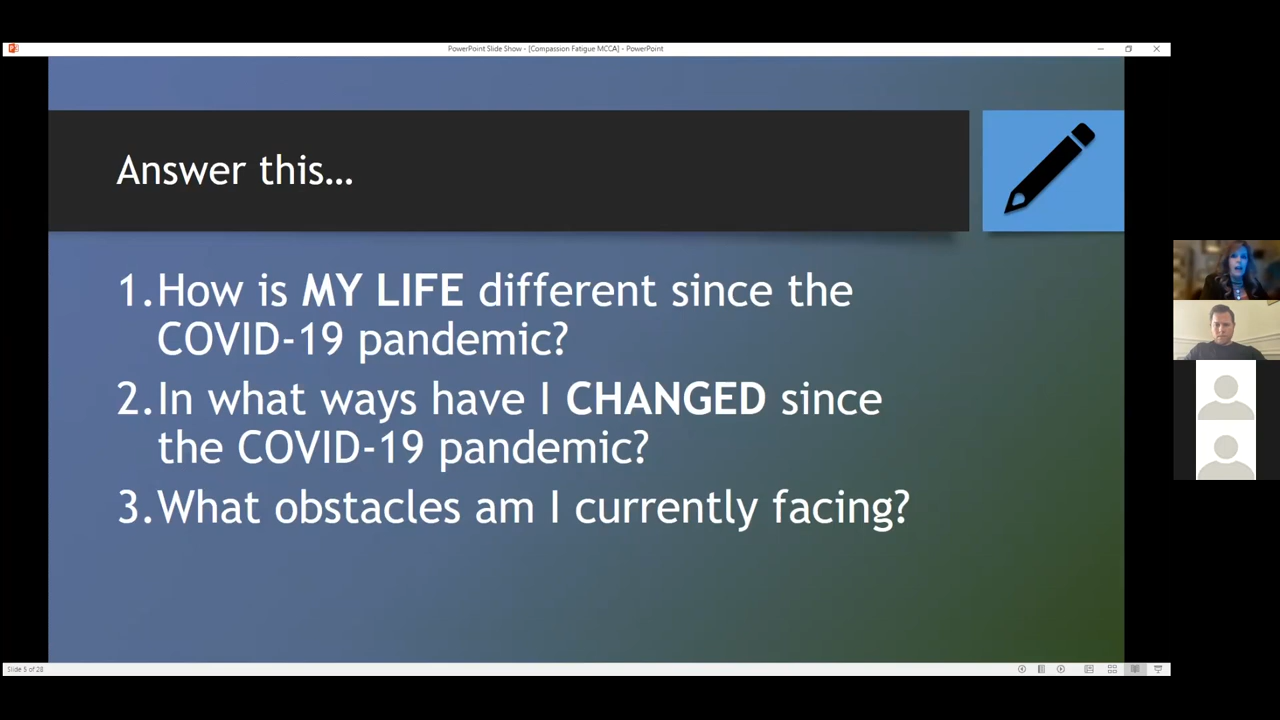 PowerPoint Slide Show - [Compassion Fatigue MCCA] - PowerPoint
Answer this...
1.How is MY LIFE different since the
COVID-19 pandemic?
2.In what ways have I CHANGED since
the COVID-19 pandemic?
3.What obstacles am I currently facing?
Slide 5 of 28